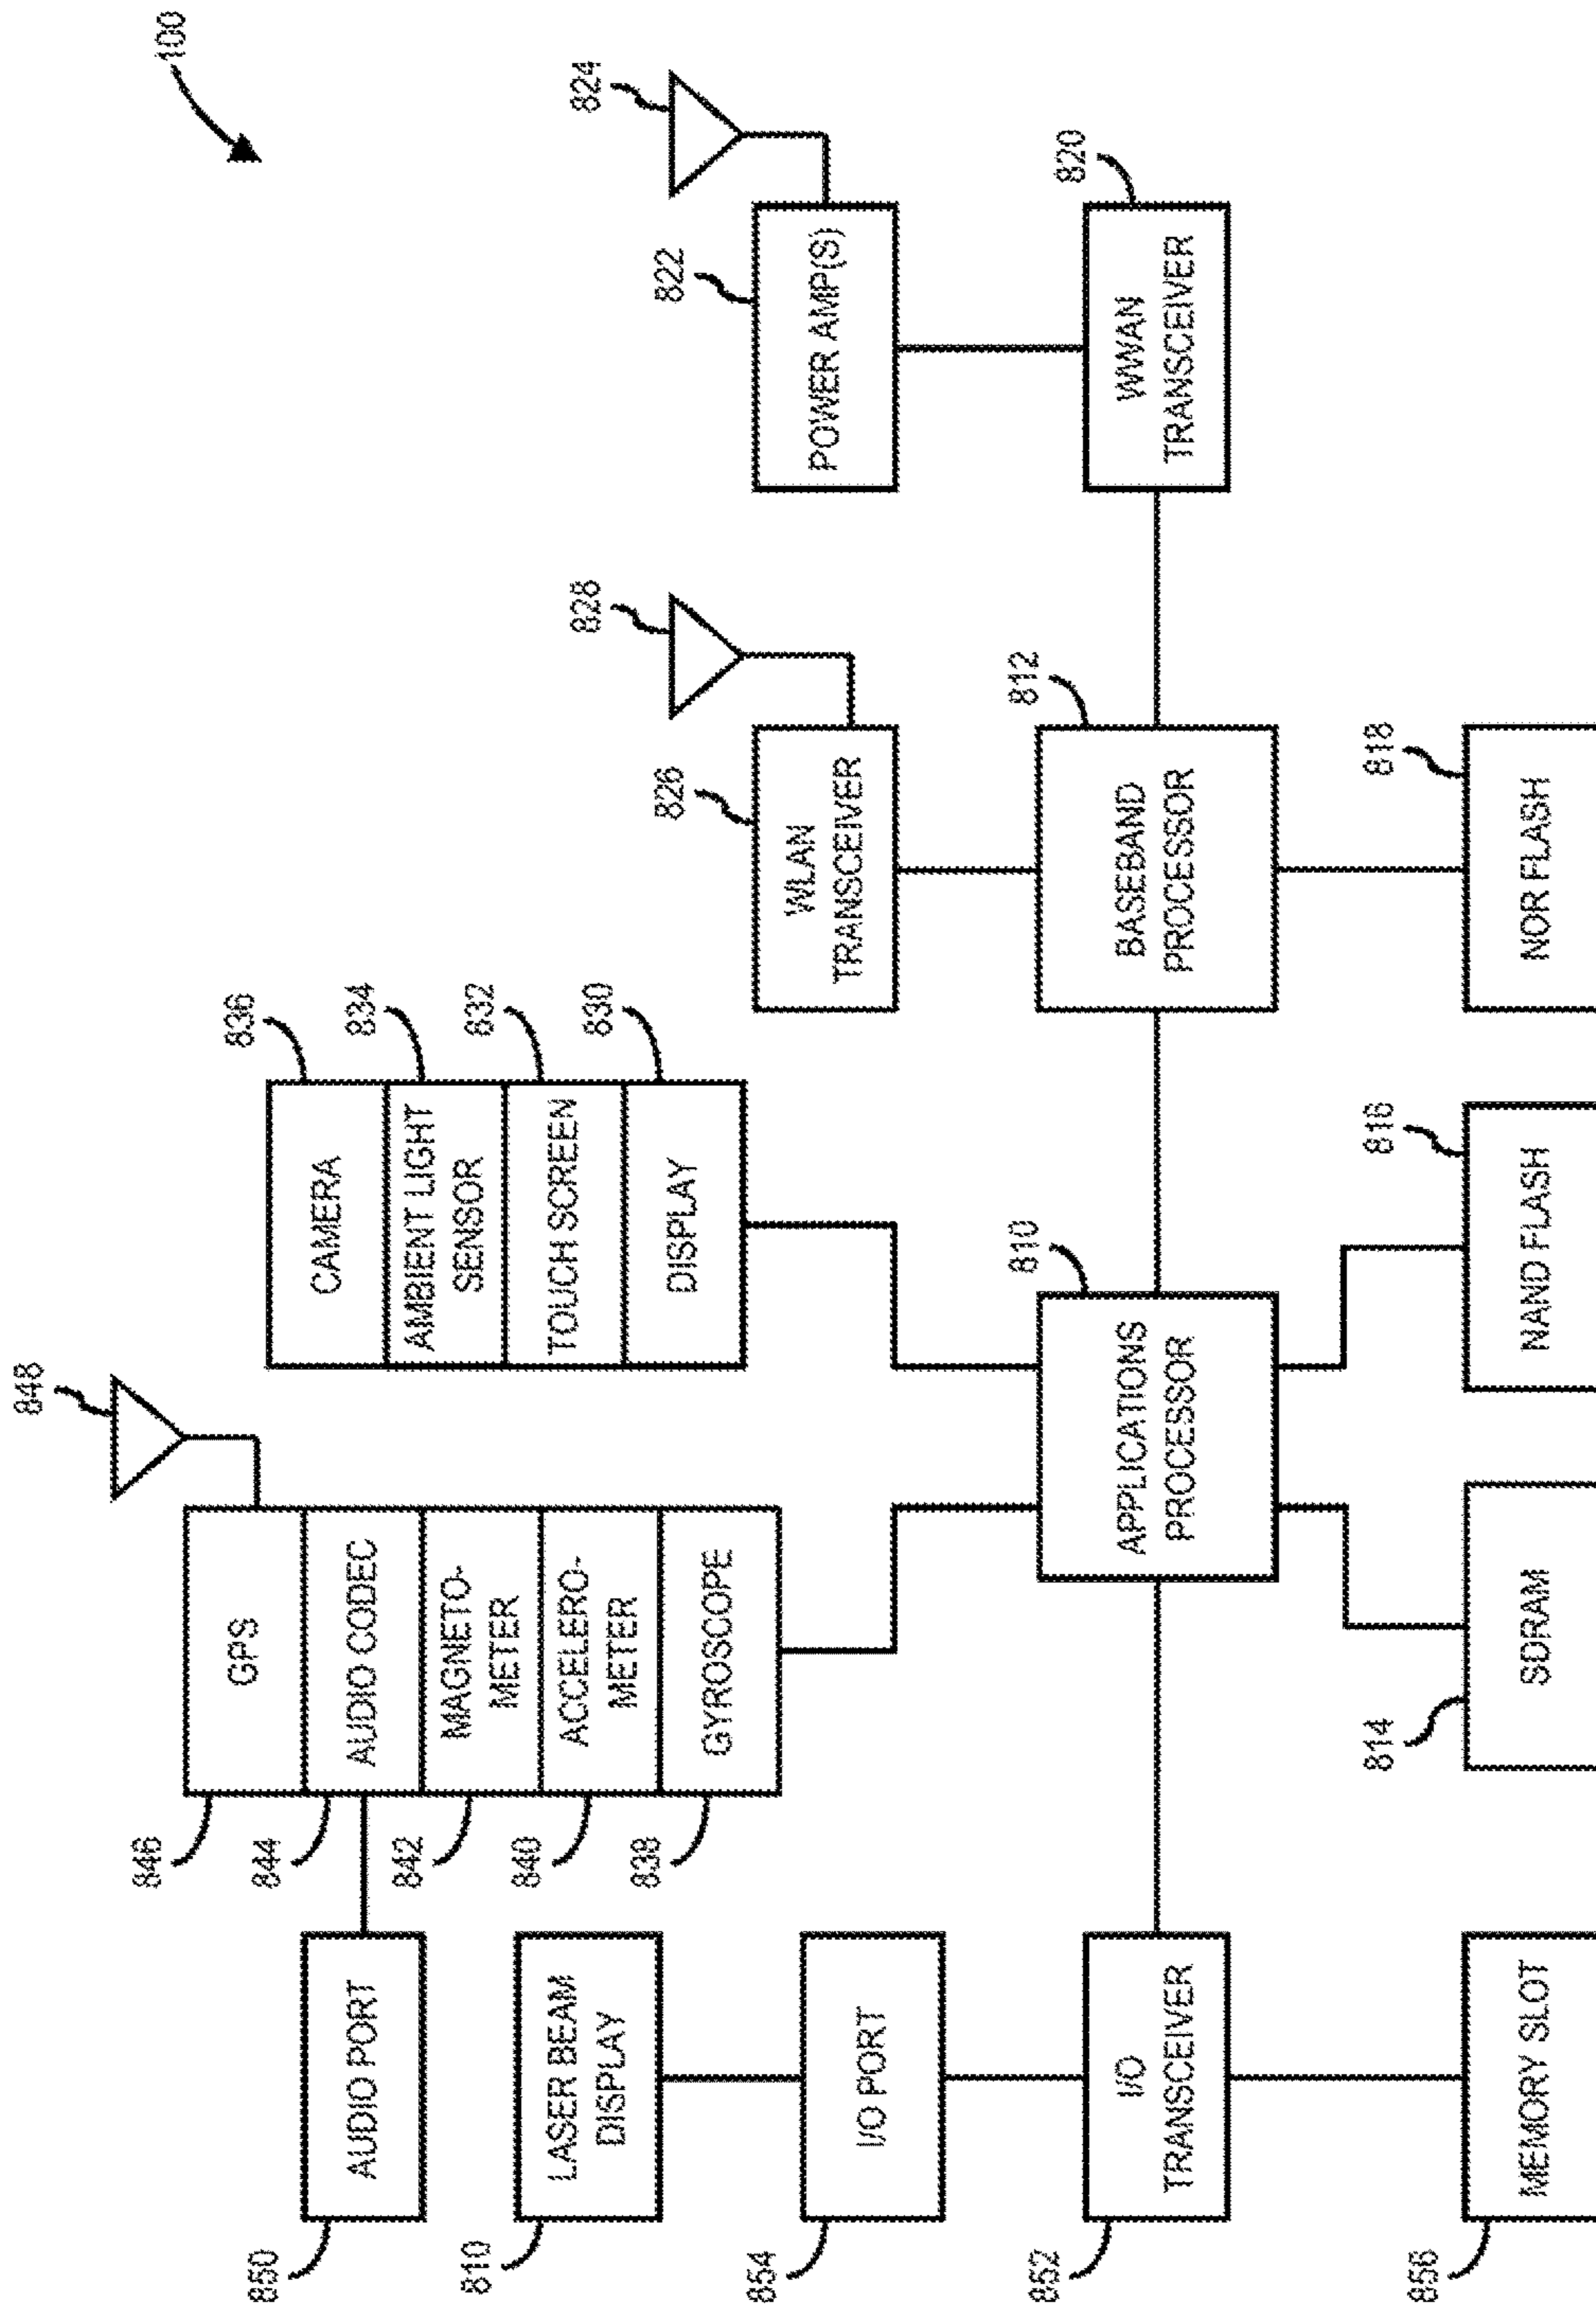 100
848
836
834
832
830
828
824
GPS
AUDIO CODEC
MAGNETO-
METER
ACCELERO-
METER
GYROSCOPE
846
844
842
840
838
CAMERA
AMBIENT LIGHT
SENSOR
TOUCH SCREEN
DISPLAY
826
WLAN
TRANSCEIVER
822
POWER AMP(S)
850
AUDIO PORT
810
LASER BEAM
DISPLAY
854
I/O PORT
852
I/O
TRANSCEIVER
810
APPLICATIONS
PROCESSOR
812
BASEBAND
PROCESSOR
820
WWAN
TRANSCEIVER
856
MEMORY SLOT
814
SDRAM
816
NAND FLASH
818
NOR FLASH